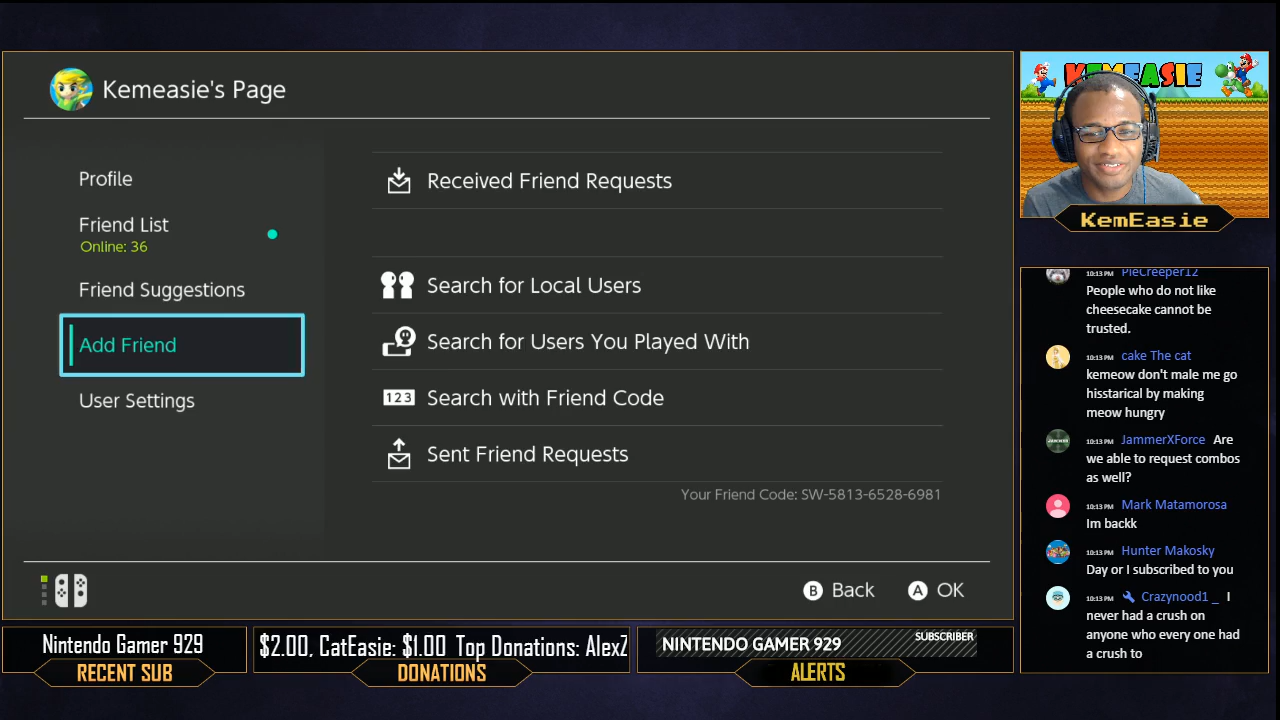 Kemeasie's Page
Profile
Friend List
Online: 36
Friend Suggestions
Add Friend
User Settings
Received Friend Requests
Search for Local Users
Search for Users You Played With
123 Search with Friend Code
Sent Friend Requests
Your Friend Code: SW-5813-6528-6981
B Back
A OK
KEMEASIE
KemEasie
10:13 PM PieCreeper12
People who do not like
cheesecake cannot be
trusted.
10:13 PM cake The cat
kemeow don't male me go
hisstarical by making
meow hungry
10:13 PM JammerXForce Are
we able to request combos
as well?
10:13 PM Mark Matamorosa
Im backk
10:13 PM Hunter Makosky
Day or I subscribed to you
10:13 PM Crazynood1_ I
never had a crush on
anyone who every one had
a crush to
Nintendo Gamer 929
RECENT SUB
$2.00, CatEasie: $1.00 Top Donations: AlexZ
DONATIONS
NINTENDO GAMER 929
SUBSCRIBER
ALERTS